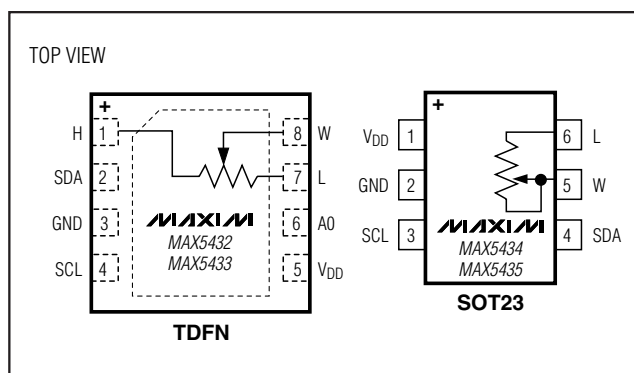 TOP VIEW
+
H 1
8 W
SDA 2
7 L
GND 3
6 A0
SCL 4
5 VDD
MAXIM
MAX5432
MAX5433
TDFN
+
VDD 1
6 L
GND 2
5 W
SCL 3
4 SDA
MAXIM
MAX5434
MAX5435
SOT23